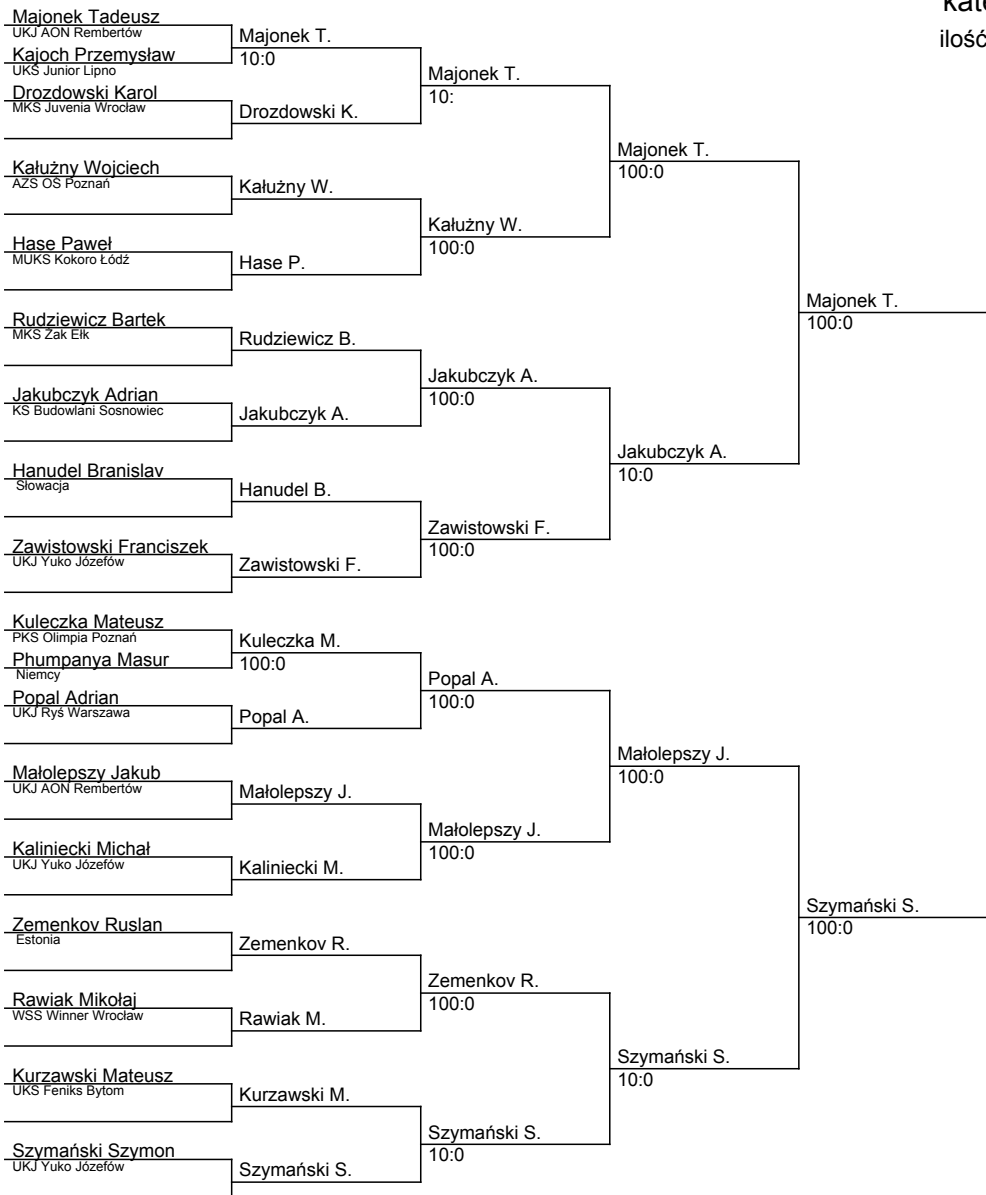 kate
ilość
Majonek Tadeusz
UKJ AON Rembertów
Kajoch Przemysław
UKS Junior Lipno
Drozdowski Karol
MKS Juvenia Wrocław
Kałużny Wojciech
AZS OŚ Poznań
Hase Paweł
MUKS Kokoro Łódź
Rudziewicz Bartek
MKS Żak Ełk
Jakubczyk Adrian
KS Budowlani Sosnowiec
Hanudel Branislav
Słowacja
Zawistowski Franciszek
UKJ Yuko Józefów
Kuleczka Mateusz
PKS Olimpia Poznań
Phumpanya Masur
Niemcy
Popal Adrian
UKJ Ryś Warszawa
Małolepszy Jakub
UKJ AON Rembertów
Kaliniecki Michał
UKJ Yuko Józefów
Zemenkov Ruslan
Estonia
Rawiak Mikołaj
WSS Winner Wrocław
Kurzawski Mateusz
UKS Feniks Bytom
Szymański Szymon
UKJ Yuko Józefów
Majonek T.
10:0
Drozdowski K.
Kałużny W.
Hase P.
Rudziewicz B.
Jakubczyk A.
Hanudel B.
Zawistowski F.
Kuleczka M.
100:0
Popal A.
Małolepszy J.
Kaliniecki M.
Zemenkov R.
Rawiak M.
Kurzawski M.
Szymański S.
Majonek T.
10:
Kałużny W.
100:0
Jakubczyk A.
100:0
Zawistowski F.
100:0
Popal A.
100:0
Małolepszy J.
100:0
Zemenkov R.
100:0
Szymański S.
10:0
Majonek T.
100:0
Jakubczyk A.
10:0
Małolepszy J.
100:0
Szymański S.
10:0
Majonek T.
100:0
Szymański S.
100:0